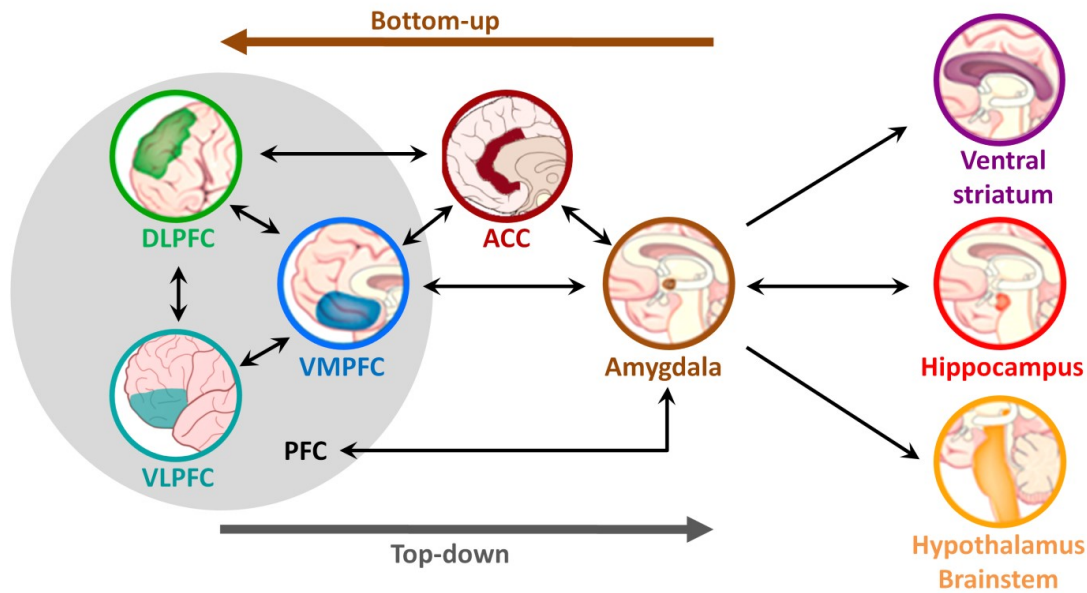 Bottom-up
DLPFC
ACC
Ventral
striatum
VMPFC
Amygdala
Hippocampus
VLPFC
PFC
Top-down
Hypothalamus
Brainstem